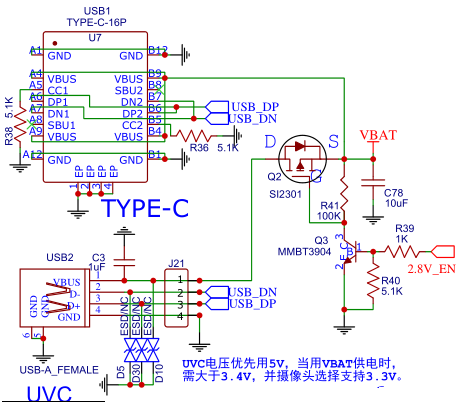 USB1
TYPE-C-16P
U7
A1 GND GND B12
A4 VBUS VBUS B9
A5 CC1 SBU2 B8
A6 DP1 DN2 B7
A7 DN1 DP2 B6
A8 SBU1 CC2 B5
A9 VBUS VBUS B4
A12 GND GND B1
EP EP EP EP
1 2 3 4
R38 5.1K
R36 5.1K
USB_DP
USB_DN
TYPE-C
D S
G
Q2
SI2301
VBAT
C78
10uF
R41
100K
Q3
MMBT3904
B
C
E
1
2
3
R39
1K
2.8V_EN
R40
5.1K
USB2
C3
1uF
J21
VBUS
D-
D+
GND
GND
GND
1
2
3
4
6 5
1
2
3
4
USB_DN
USB_DP
ESD/NC
ESD/NC
ESD/NC
D5
D30
D10
USB-A_FEMALE
UVC
UVC电压优先用5V，当用VBAT供电时，
需大于3.4V，并摄像头选择支持3.3V。